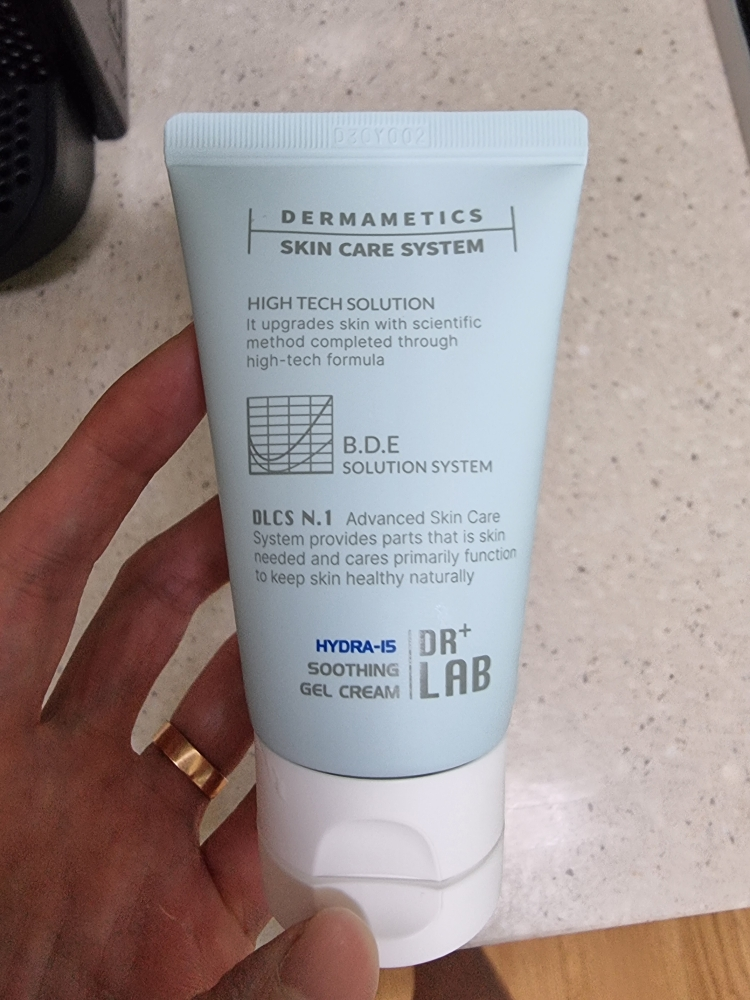 DERMAMETICS
SKIN CARE SYSTEM
HIGH TECH SOLUTION
It upgrades skin with scientific
method completed through
high-tech formula
B.D.E
SOLUTION SYSTEM
DLCS N.1 Advanced Skin Care
System provides parts that is skin
needed and cares primarily function
to keep skin healthy naturally
HYDRA-15
SOOTHING
GEL CREAM
DR+
LAB